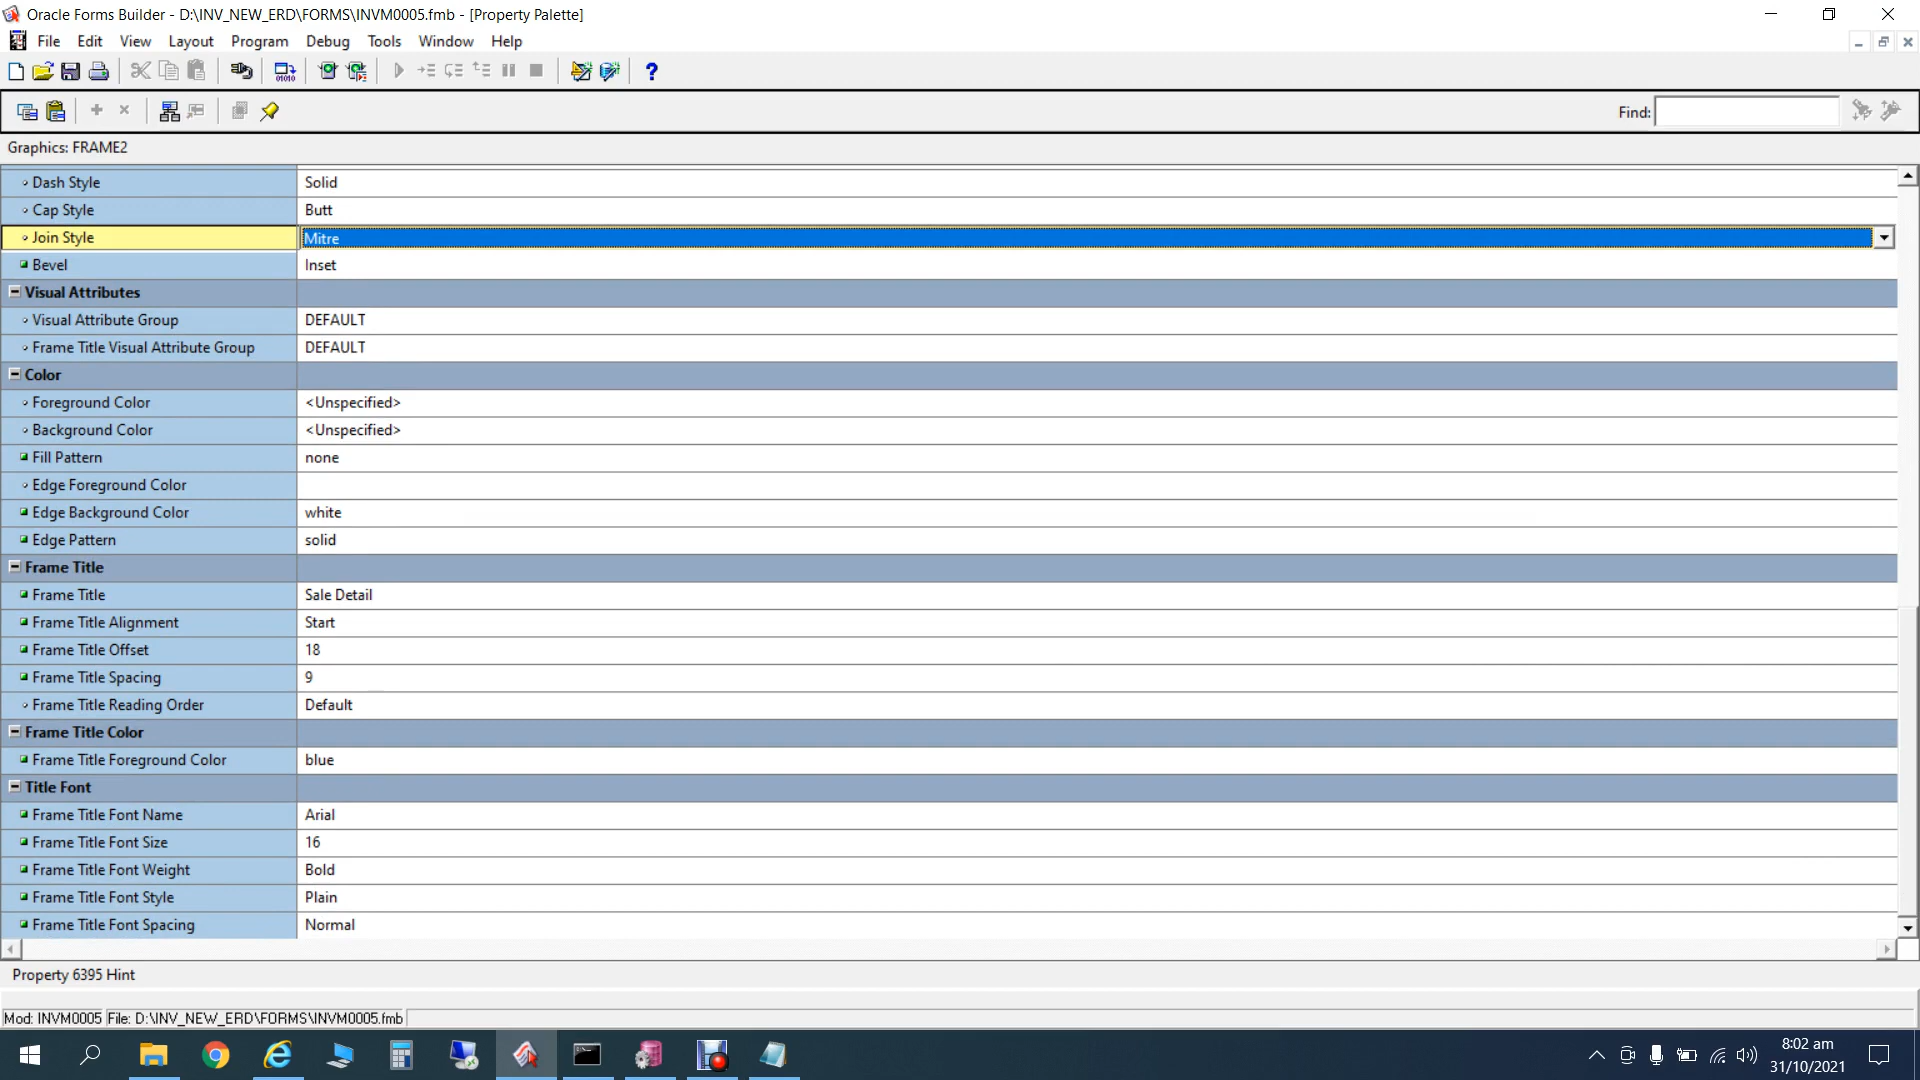 Oracle Forms Builder - D:\INV_NEW_ERD\FORMS\INVM0005.fmb - [Property Palette]
File Edit View Layout Program Debug Tools Window Help
Find:
Graphics: FRAME2
Dash Style Solid
Cap Style Butt
Join Style Mitre
Bevel Inset
Visual Attributes
Visual Attribute Group DEFAULT
Frame Title Visual Attribute Group DEFAULT
Color
Foreground Color <Unspecified>
Background Color <Unspecified>
Fill Pattern none
Edge Foreground Color
Edge Background Color white
Edge Pattern solid
Frame Title
Frame Title Sale Detail
Frame Title Alignment Start
Frame Title Offset 18
Frame Title Spacing 9
Frame Title Reading Order Default
Frame Title Color
Frame Title Foreground Color blue
Title Font
Frame Title Font Name Arial
Frame Title Font Size 16
Frame Title Font Weight Bold
Frame Title Font Style Plain
Frame Title Font Spacing Normal
Property 6395 Hint
Mod: INVM0005 File: D:\INV_NEW_ERD\FORMS\INVM0005.fmb
8:02 am
31/10/2021